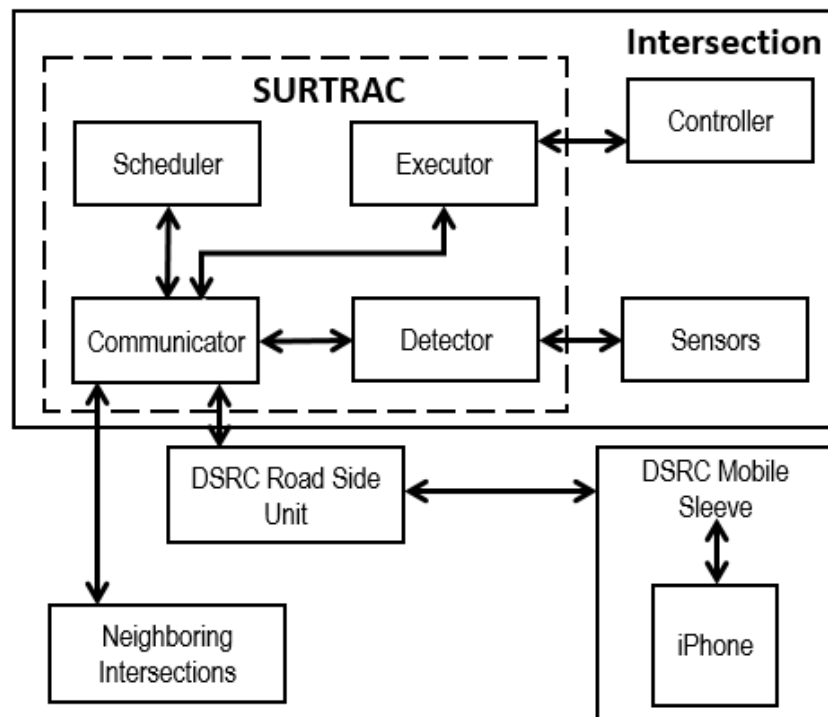 Intersection
SURTRAC
Controller
Scheduler
Executor
Communicator
Detector
Sensors
DSRC Road Side
Unit
DSRC Mobile
Sleeve
Neighboring
Intersections
iPhone